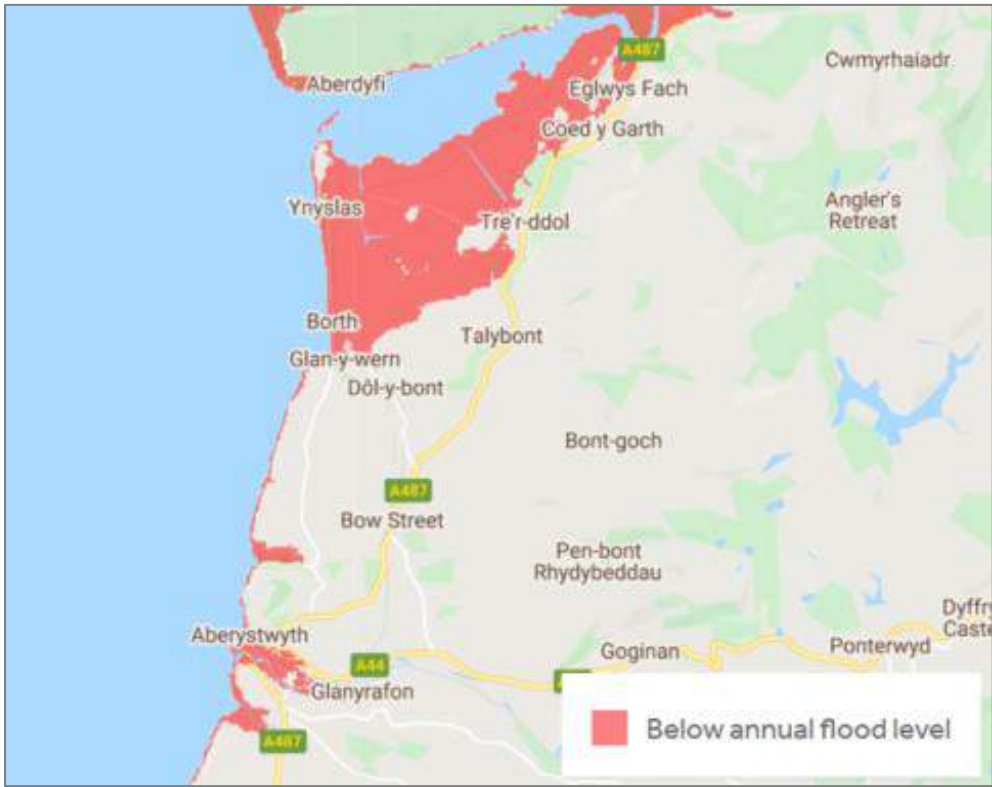 A487
Cwmyrhaiadr
Aberdyfi
Eglwys Fach
Coed y Garth
Angler's
Retreat
Ynyslas
Tre'r-ddol
Borth
Talybont
Glan-y-wern
Dôl-y-bont
Bont-goch
A487
Bow Street
Pen-bont
Rhydybeddau
Dyffry
Caste
Aberystwyth
Goginan
Ponterwyd
A44
Glanyrafon
A487
Below annual flood level